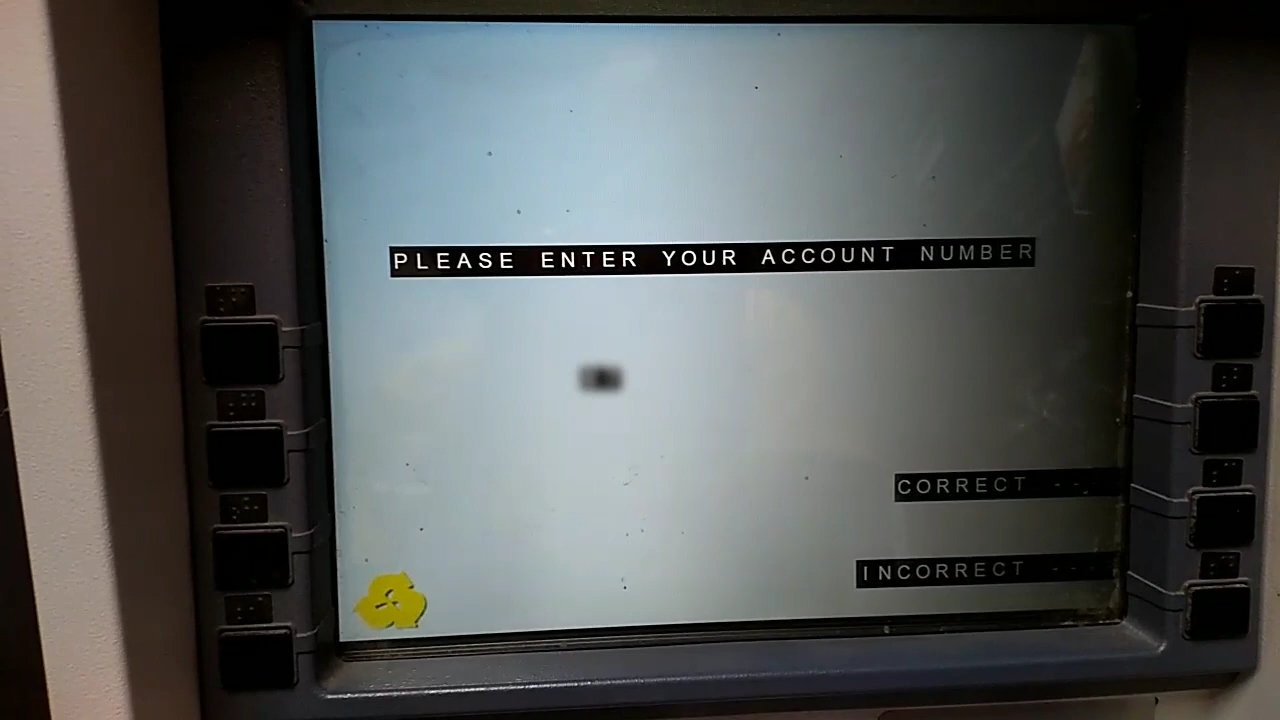 PLEASE ENTER YOUR ACCOUNT NUMBER
CORRECT ---
INCORRECT ---